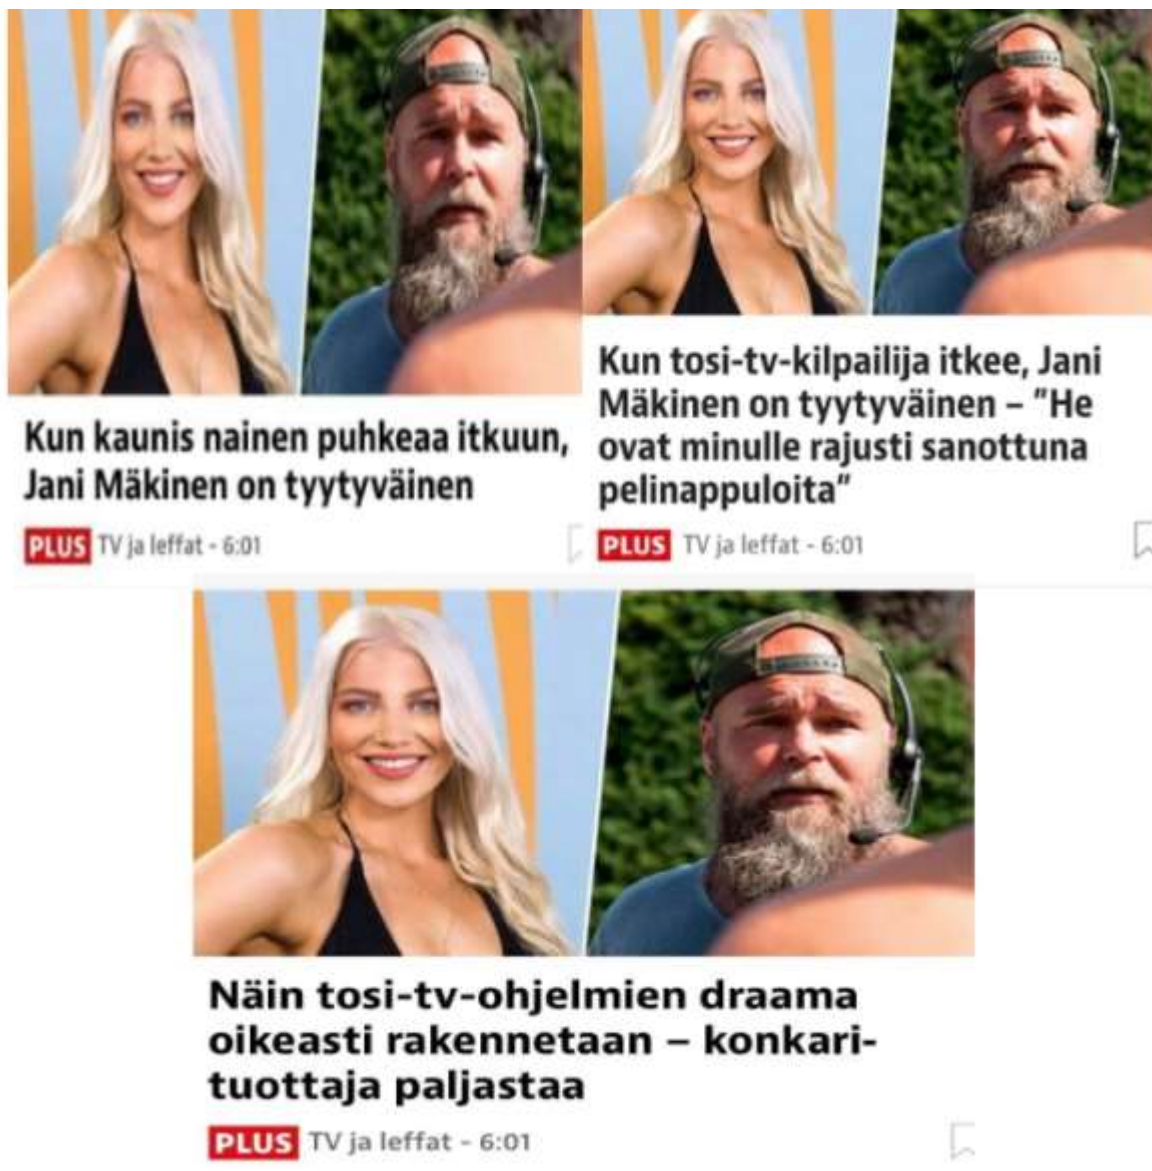 Kun kaunis nainen puhkeaa itkuun,
Jani Mäkinen on tyytyväinen
PLUS TV ja leffat - 6:01
Kun tosi-tv-kilpailija itkee, Jani
Mäkinen on tyytyväinen – ”He
ovat minulle rajusti sanottuna
pelinappuloita”
PLUS TV ja leffat - 6:01
Näin tosi-tv-ohjelmien draama
oikeasti rakennetaan – konkari-
tuottaja paljastaa
PLUS TV ja leffat - 6:01